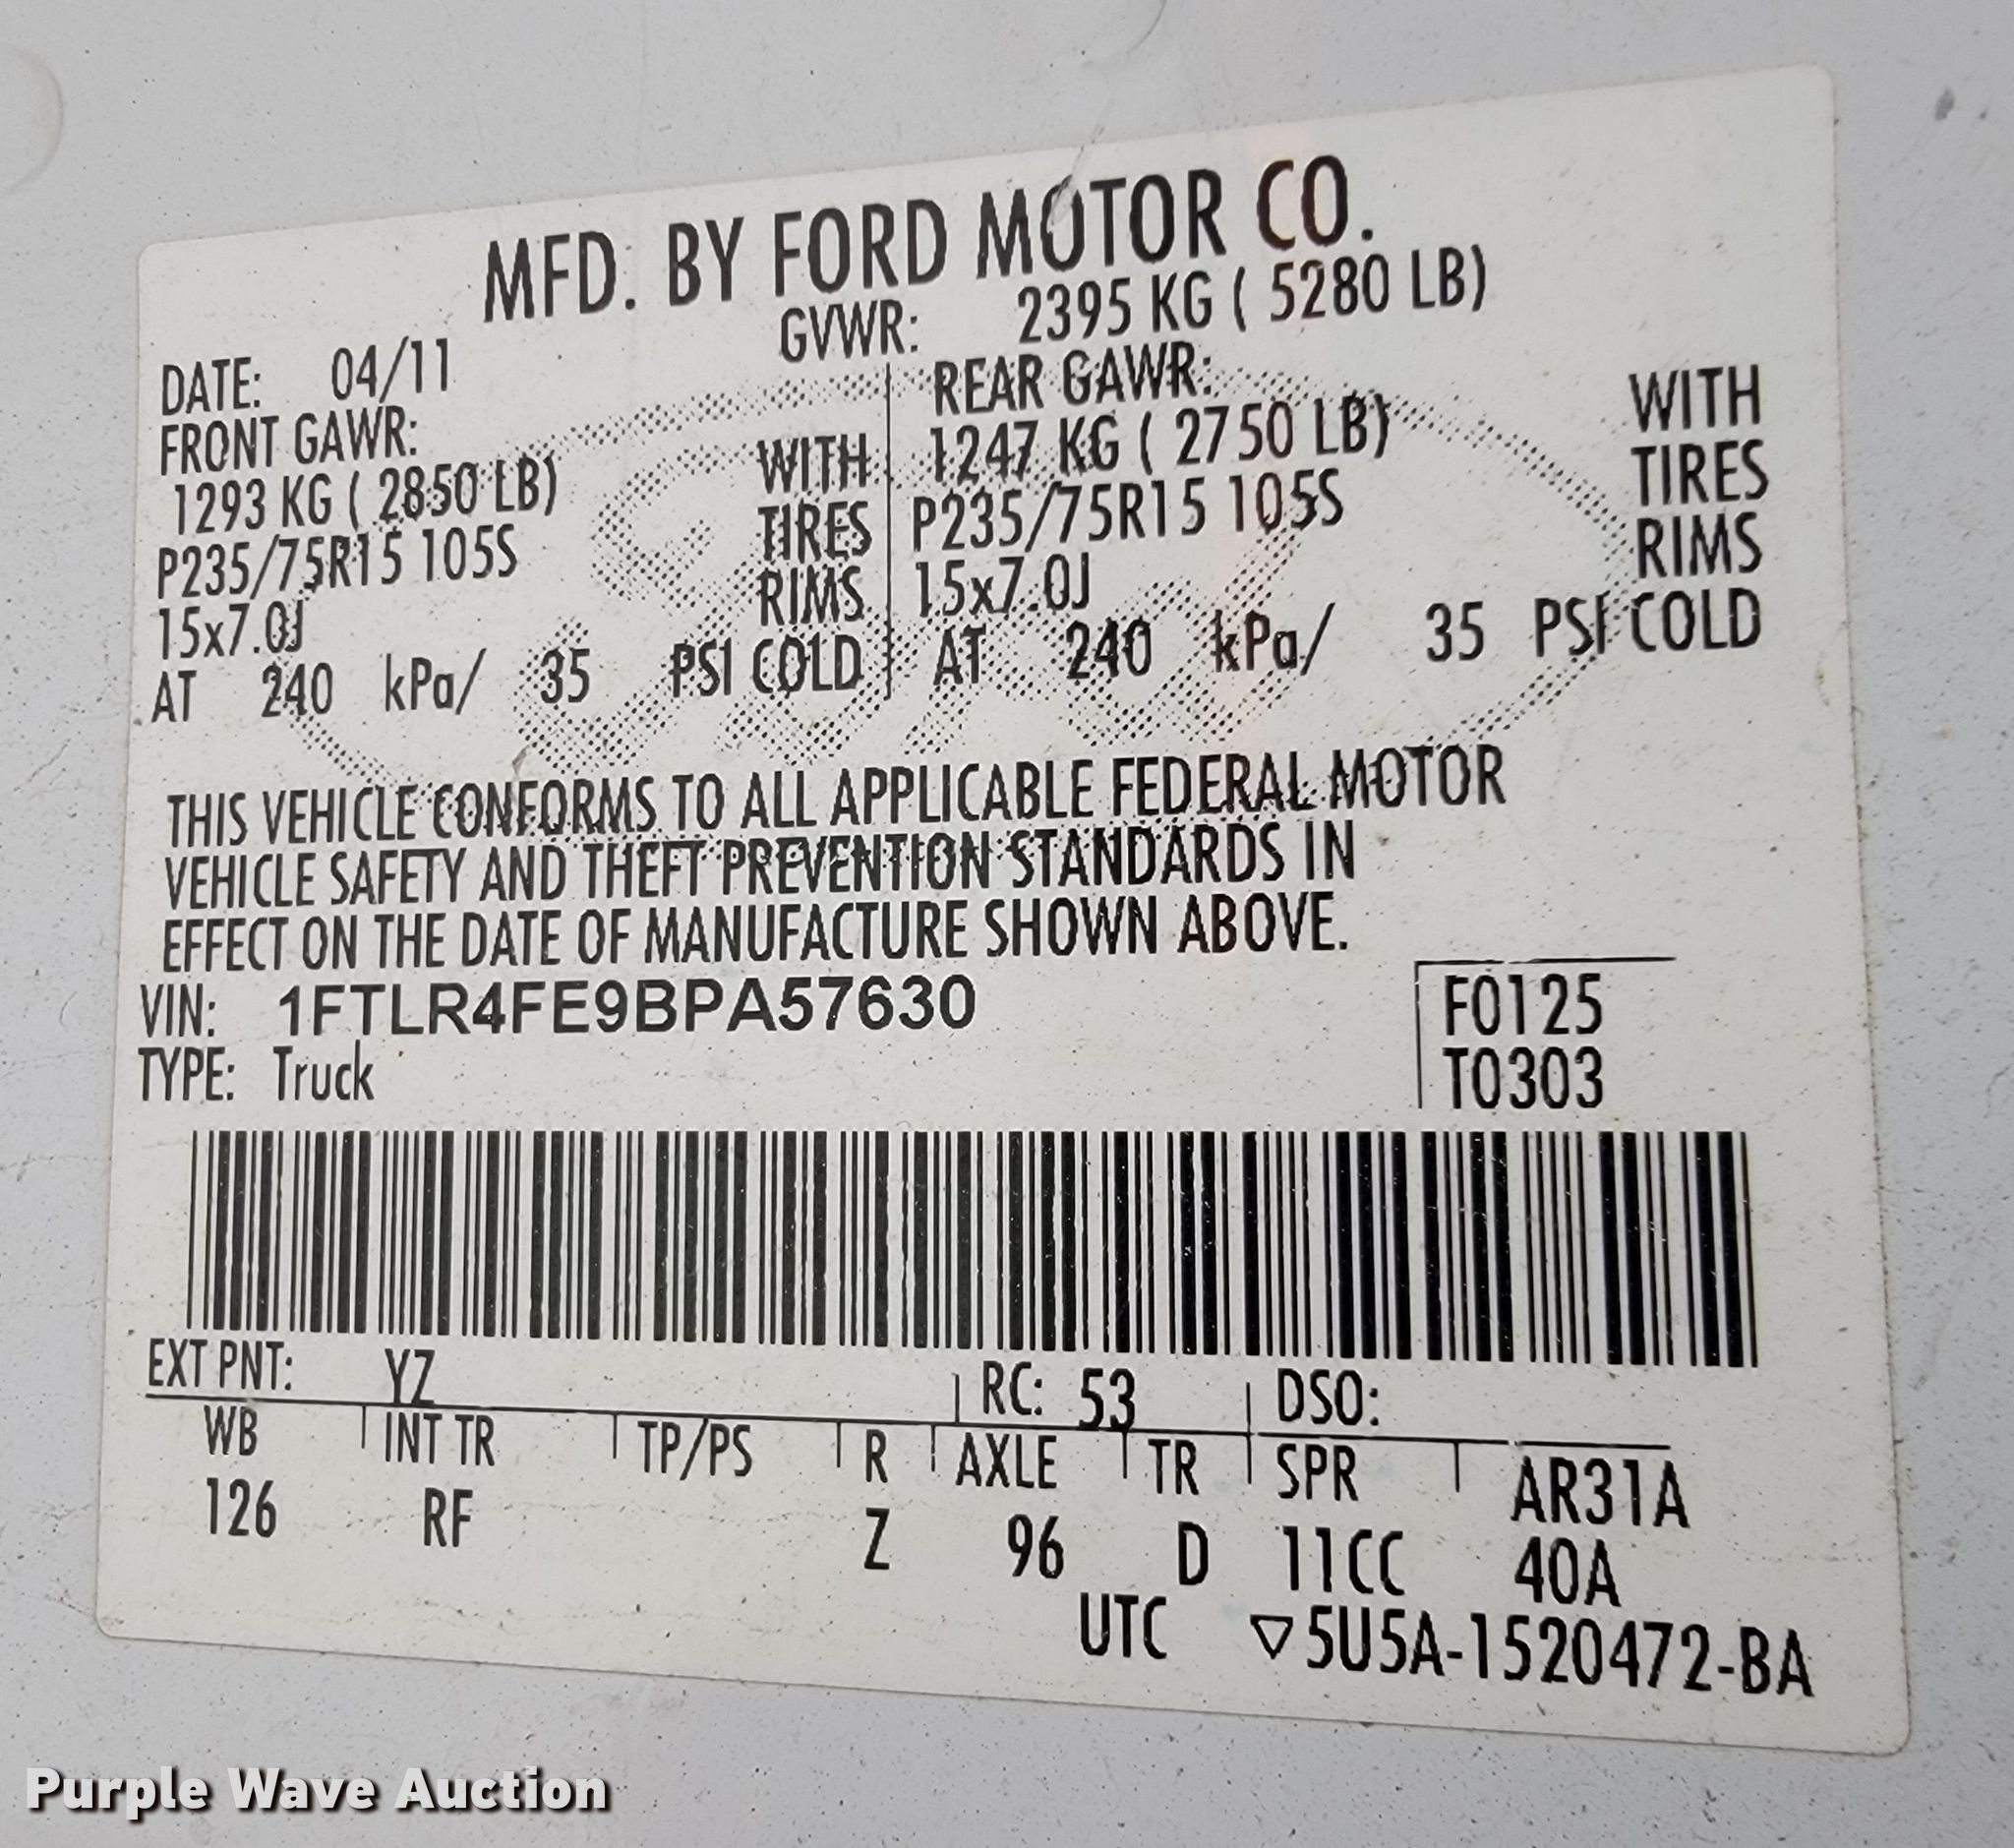 MFD. BY FORD MOTOR CO.
DATE: 04/11
GVWR: 2395 KG ( 5280 LB)
FRONT GAWR:
1293 KG ( 2850 LB)
P235/75R15 105S
15x7.0J
AT 240 kPa/ 35 PSI COLD
WITH
TIRES
RIMS
REAR GAWR:
1247 KG ( 2750 LB)
P235/75R15 105S
15x7.0J
AT 240 kPa/ 35 PSI COLD
WITH
TIRES
RIMS
THIS VEHICLE CONFORMS TO ALL APPLICABLE FEDERAL MOTOR
VEHICLE SAFETY AND THEFT PREVENTION STANDARDS IN
EFFECT ON THE DATE OF MANUFACTURE SHOWN ABOVE.
VIN: 1FTLR4FE9BPA57630
TYPE: Truck
F0125
T0303
EXT PNT: YZ RC: 53 DSO:
WB INT TR TP/PS R AXLE TR SPR AR31A
126 RF Z 96 D 11CC 40A
UTC ▽5U5A-1520472-BA
Purple Wave Auction